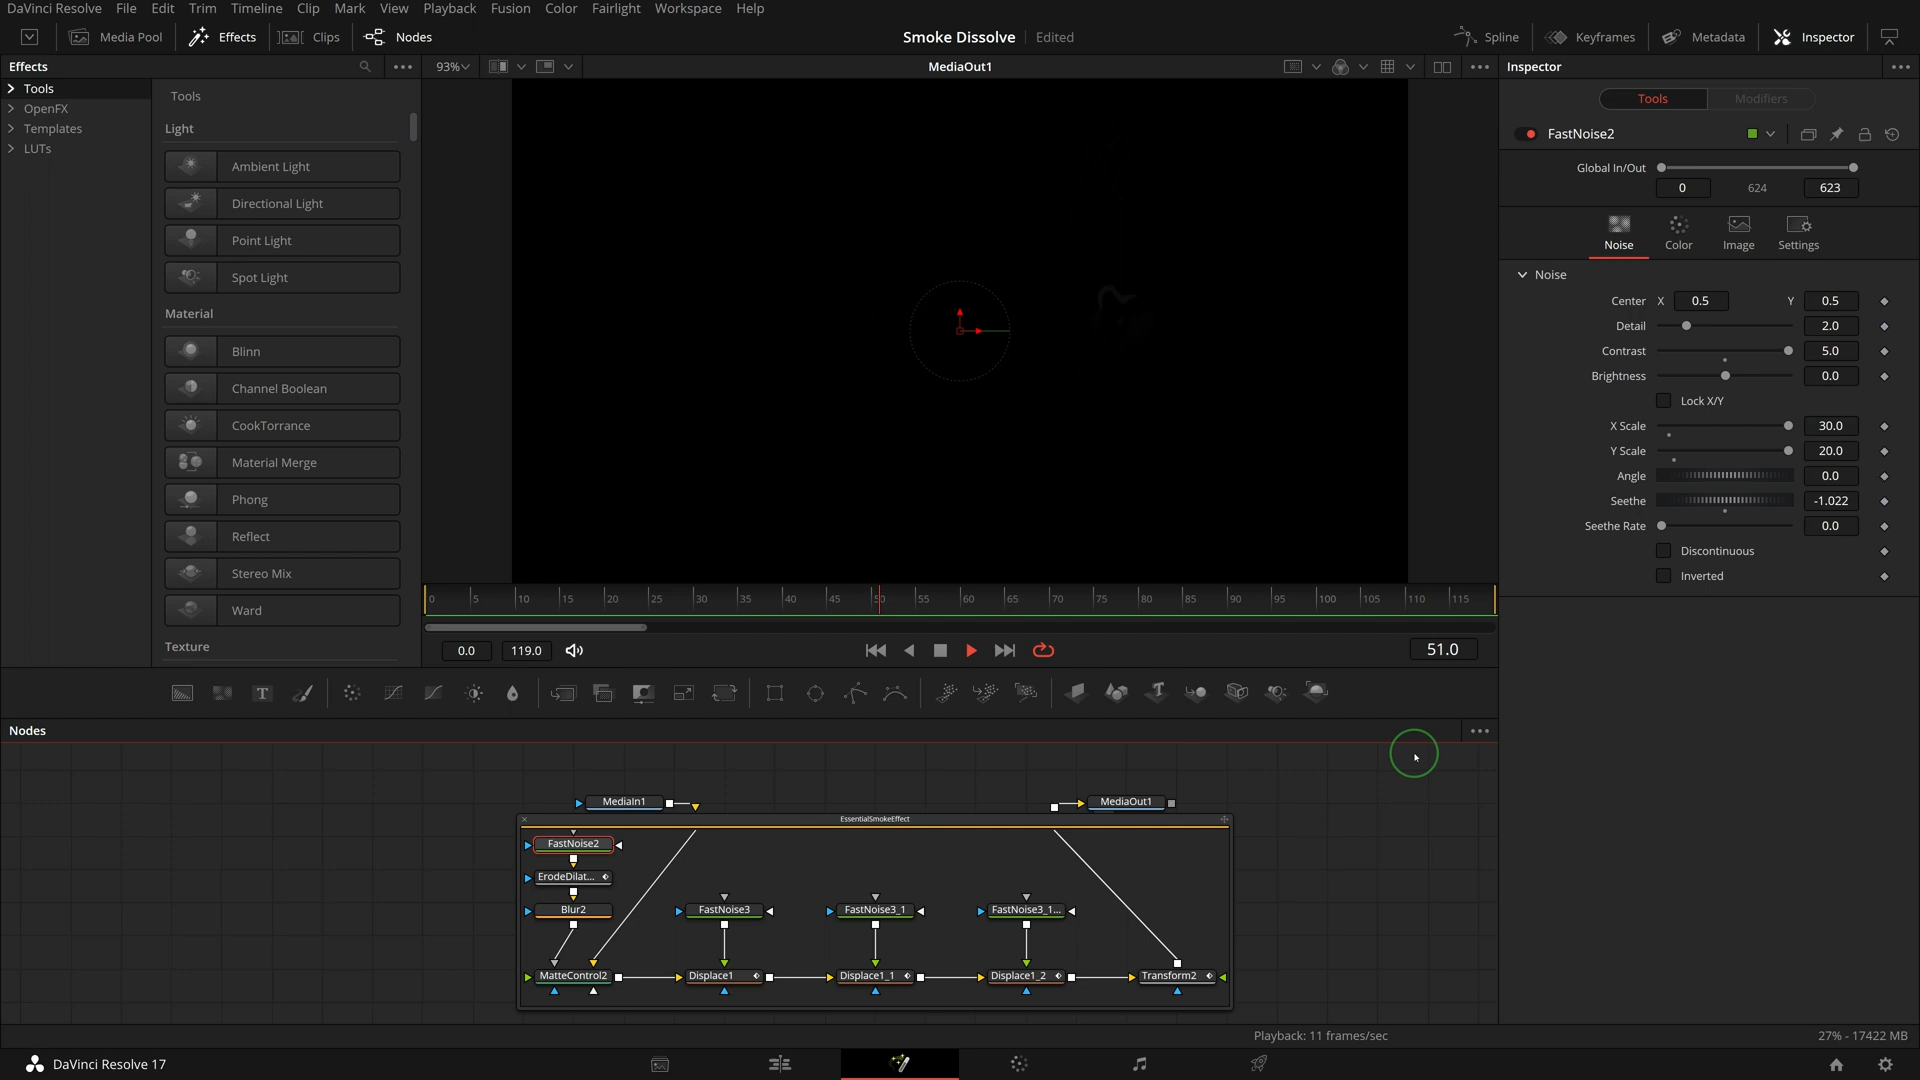 DaVinci Resolve File Edit Trim Timeline Clip Mark View Playback Fusion Color Fairlight Workspace Help
Media Pool Effects Clips Nodes Smoke Dissolve Edited Spline Keyframes Metadata Inspector
Effects 93% MediaOut1 Inspector
Tools
OpenFX
Templates
LUTs
Tools
Light
Ambient Light
Directional Light
Point Light
Spot Light
Material
Blinn
Channel Boolean
CookTorrance
Material Merge
Phong
Reflect
Stereo Mix
Ward
Texture
0 5 10 15 20 25 30 35 40 45 50 55 60 65 70 75 80 85 90 95 100 105 110 115
0.0 119.0 51.0
Tools Modifiers
FastNoise2
Global In/Out
0 624 623
Noise Color Image Settings
Noise
Center X 0.5 Y 0.5
Detail 2.0
Contrast 5.0
Brightness 0.0
Lock X/Y
X Scale 30.0
Y Scale 20.0
Angle 0.0
Seethe -1.022
Seethe Rate 0.0
Discontinuous
Inverted
Nodes
MediaIn1 MediaOut1
EssentialSmokeEffect
FastNoise2
ErodeDilat...
Blur2 FastNoise3 FastNoise3_1 FastNoise3_1...
MatteControl2 Displace1 Displace1_1 Displace1_2 Transform2
Playback: 11 frames/sec 27% - 17422 MB
DaVinci Resolve 17